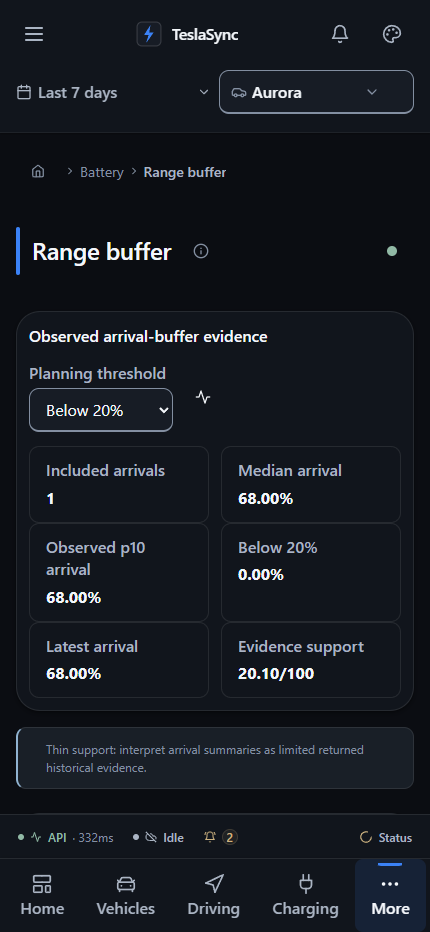 TeslaSync
Last 7 days
Aurora
Battery
Range buffer
Range buffer
Observed arrival-buffer evidence
Planning threshold
Below 20%
Included arrivals
1
Median arrival
68.00%
Observed p10
arrival
68.00%
Below 20%
0.00%
Latest arrival
68.00%
Evidence support
20.10/100
Thin support: interpret arrival summaries as limited returned
historical evidence.
API · 332ms
Idle
2
Status
Home
Vehicles
Driving
Charging
More